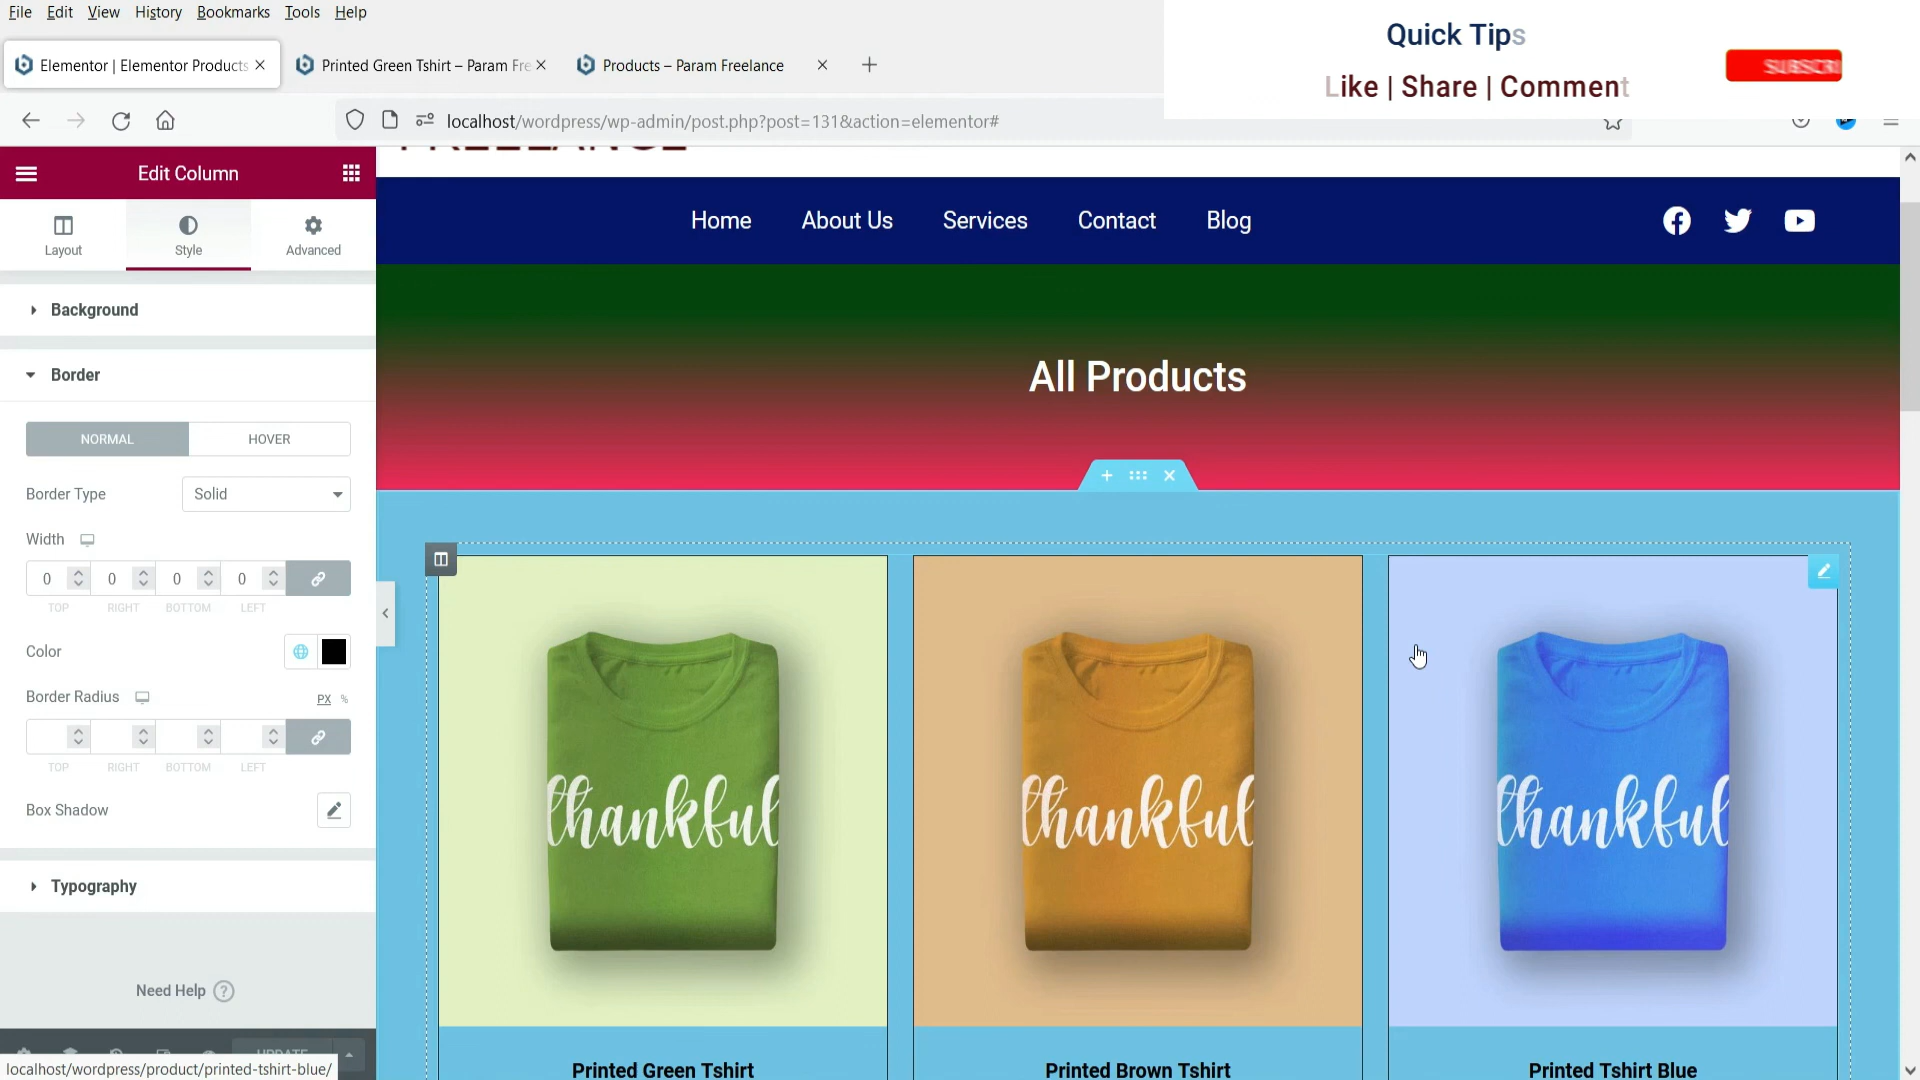 File Edit View History Bookmarks Tools Help
Quick Tips
Like | Share | Comment
Elementor | Elementor Products
Printed Green Tshirt – Param Fre
Products – Param Freelance
localhost/wordpress/wp-admin/post.php?post=131&action=elementor#
Edit Column
Layout
Style
Advanced
Home About Us Services Contact Blog
Background
Border
All Products
NORMAL HOVER
Border Type Solid
Width
0 0 0 0
TOP RIGHT BOTTOM LEFT
Color
Border Radius PX %
TOP RIGHT BOTTOM LEFT
Box Shadow
Typography
thankful
thankful
thankful
Need Help ?
UPDATE
localhost/wordpress/product/printed-tshirt-blue/
Printed Green Tshirt
Printed Brown Tshirt
Printed Tshirt Blue